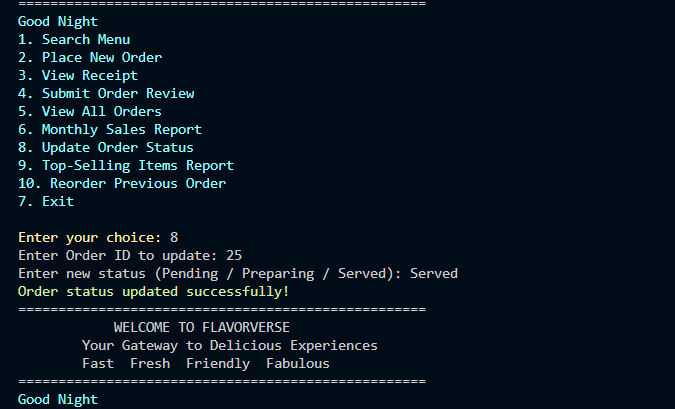 ===================================================
Good Night
1. Search Menu
2. Place New Order
3. View Receipt
4. Submit Order Review
5. View All Orders
6. Monthly Sales Report
8. Update Order Status
9. Top-Selling Items Report
10. Reorder Previous Order
7. Exit
Enter your choice: 8
Enter Order ID to update: 25
Enter new status (Pending / Preparing / Served): Served
Order status updated successfully!
===================================================
WELCOME TO FLAVORVERSE
Your Gateway to Delicious Experiences
Fast  Fresh  Friendly  Fabulous
===================================================
Good Night